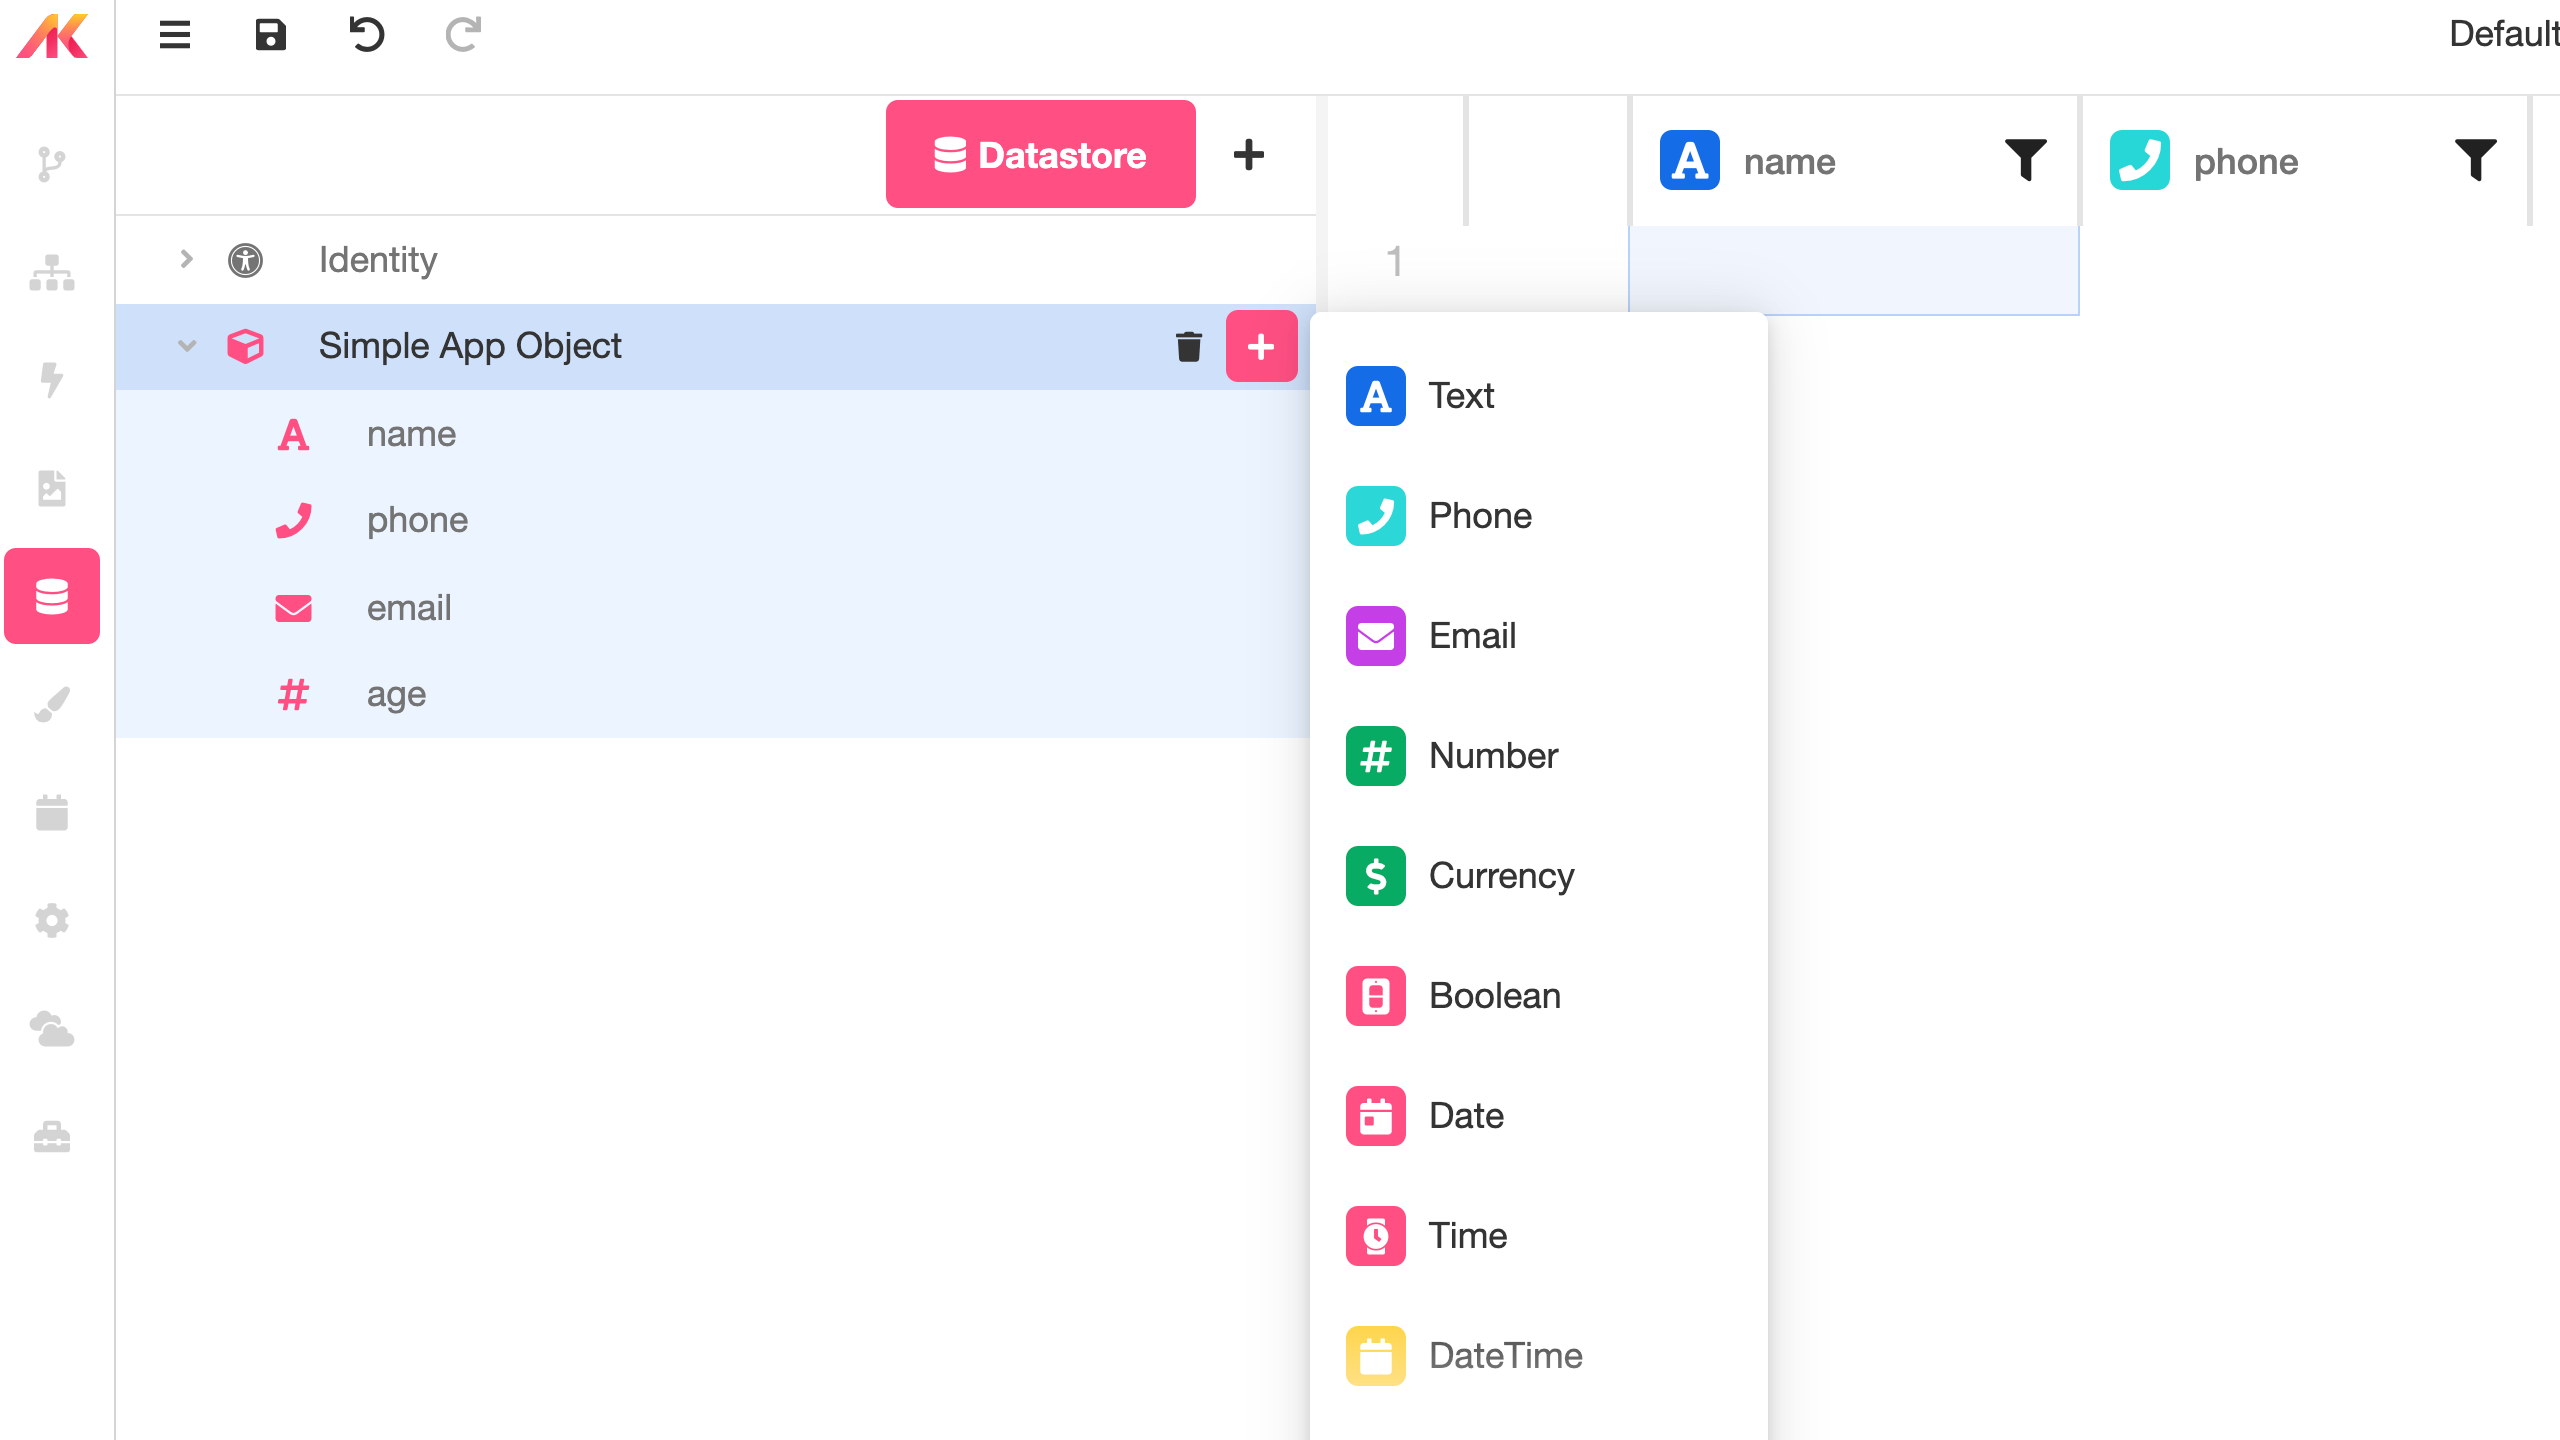 Default
Datastore
name
phone
Identity
1
Simple App Object
name
phone
email
age
Text
Phone
Email
Number
Currency
Boolean
Date
Time
DateTime